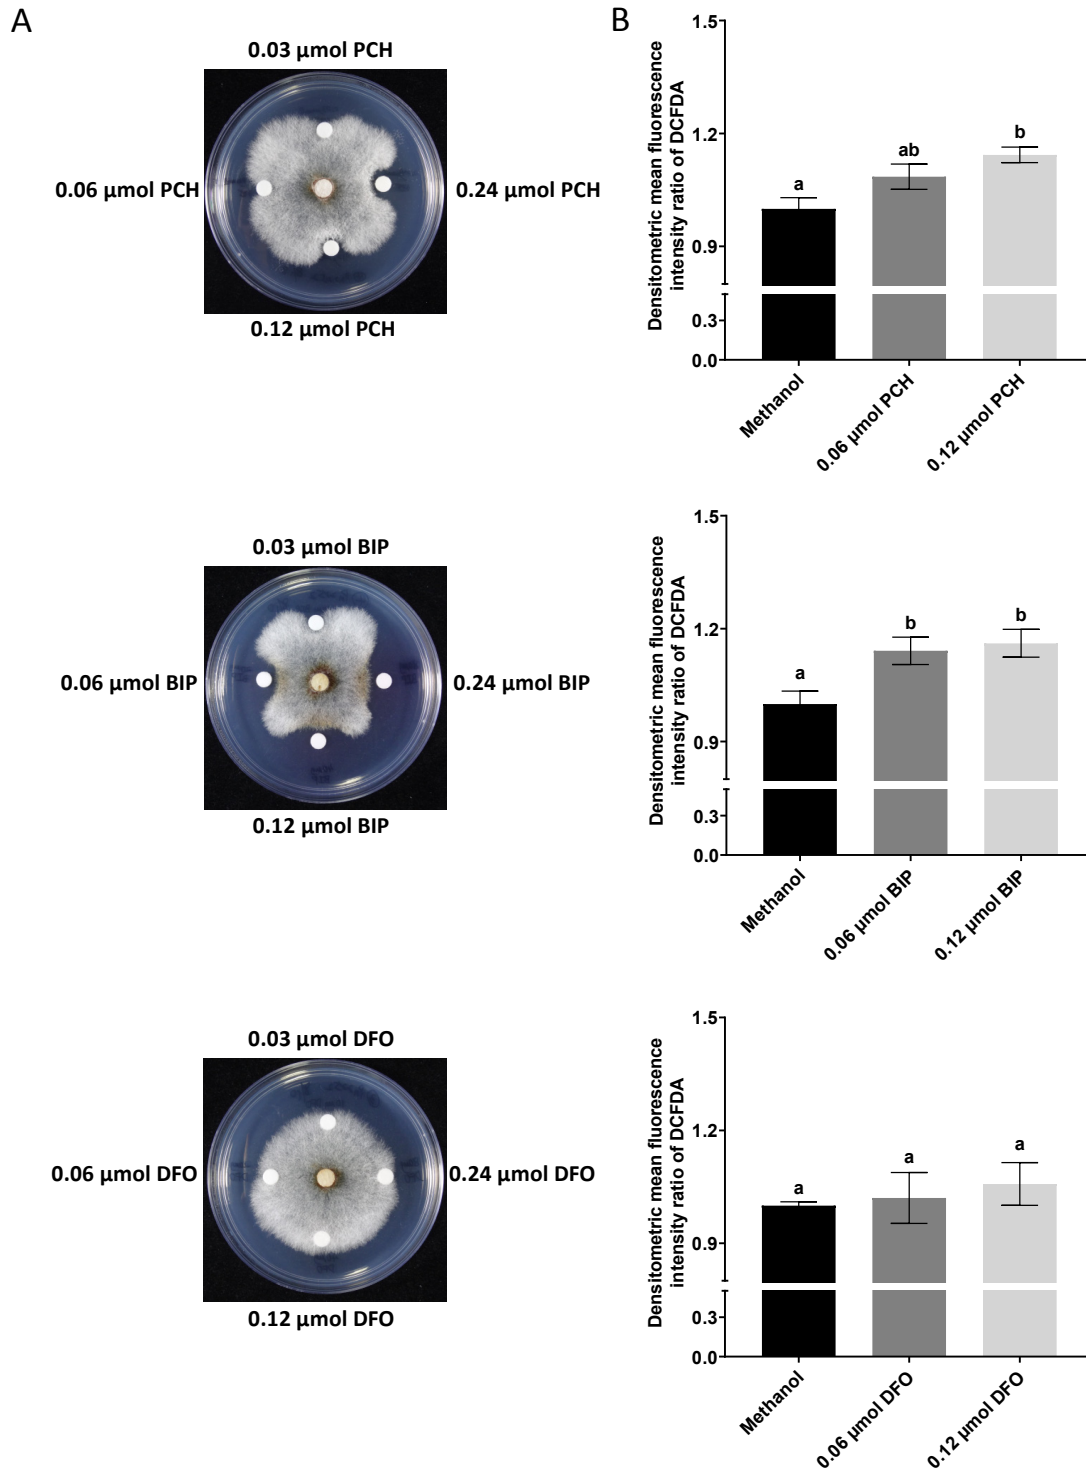 A
0.03 µmol PCH
0.06 µmol PCH
0.24 µmol PCH
0.12 µmol PCH
B
Densitometric mean fluorescence
intensity ratio of DCFDA
1.5
1.2
0.9
0.3
0.0
a
ab
b
Methanol
0.06 µmol PCH
0.12 µmol PCH
0.03 µmol BIP
0.06 µmol BIP
0.24 µmol BIP
0.12 µmol BIP
Densitometric mean fluorescence
intensity ratio of DCFDA
1.5
1.2
0.9
0.3
0.0
a
b
b
Methanol
0.06 µmol BIP
0.12 µmol BIP
0.03 µmol DFO
0.06 µmol DFO
0.24 µmol DFO
0.12 µmol DFO
Densitometric mean fluorescence
intensity ratio of DCFDA
1.5
1.2
0.9
0.3
0.0
a
a
a
Methanol
0.06 µmol DFO
0.12 µmol DFO